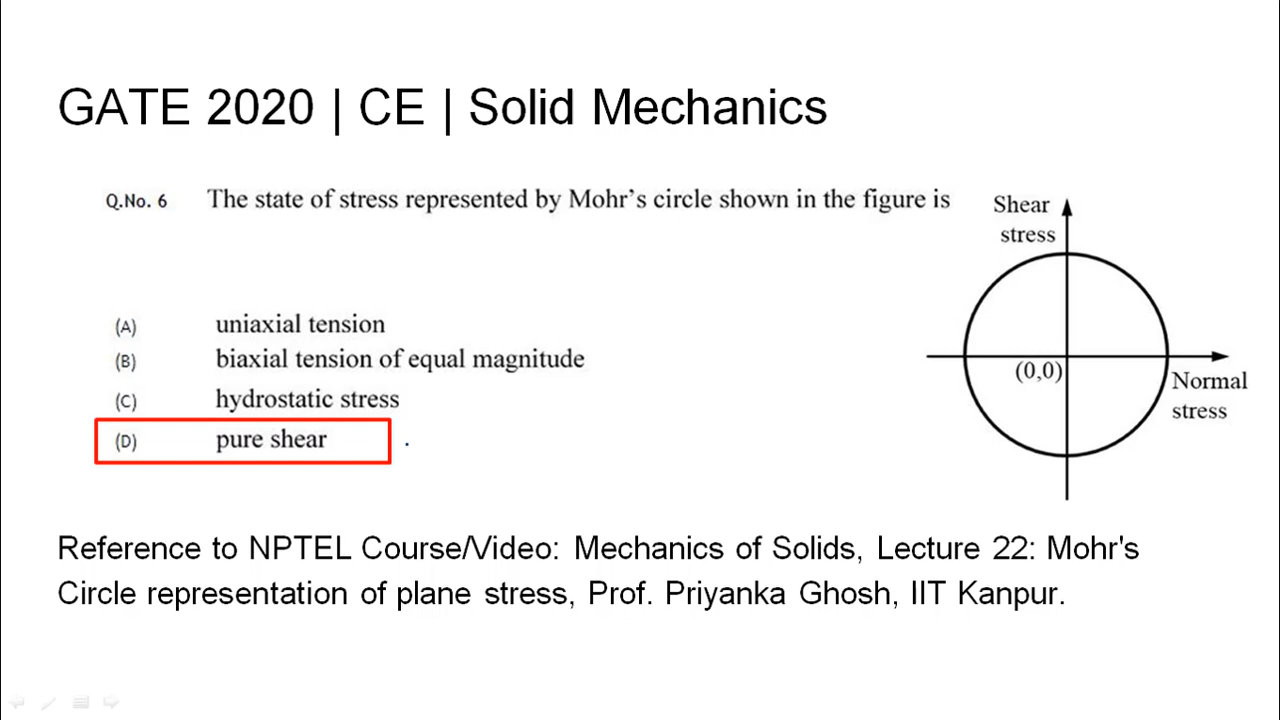 GATE 2020 | CE | Solid Mechanics
Q.No. 6 The state of stress represented by Mohr's circle shown in the figure is
(A) uniaxial tension
(B) biaxial tension of equal magnitude
(C) hydrostatic stress
(D) pure shear
Shear
stress
(0,0)
Normal
stress
Reference to NPTEL Course/Video: Mechanics of Solids, Lecture 22: Mohr's
Circle representation of plane stress, Prof. Priyanka Ghosh, IIT Kanpur.